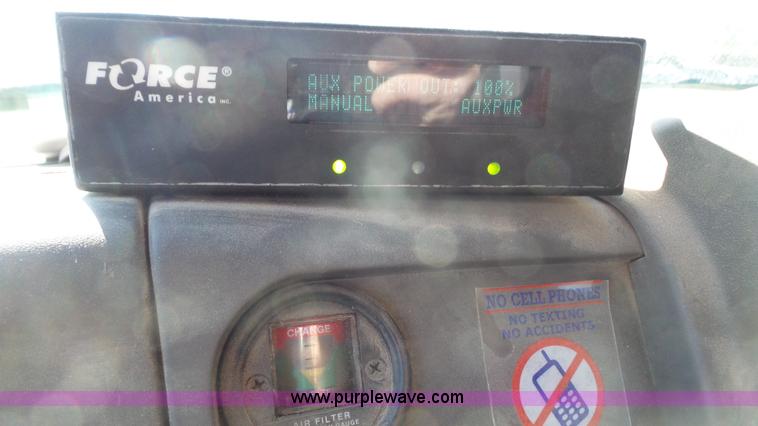 FORCE®
America INC.
AUX POWER OUT: 100%
MANUAL AUXPWR
NO CELL PHONES
NO TEXTING
NO ACCIDENTS
CHANGE
www.purplewave.com
AIR FILTER
GAUGE